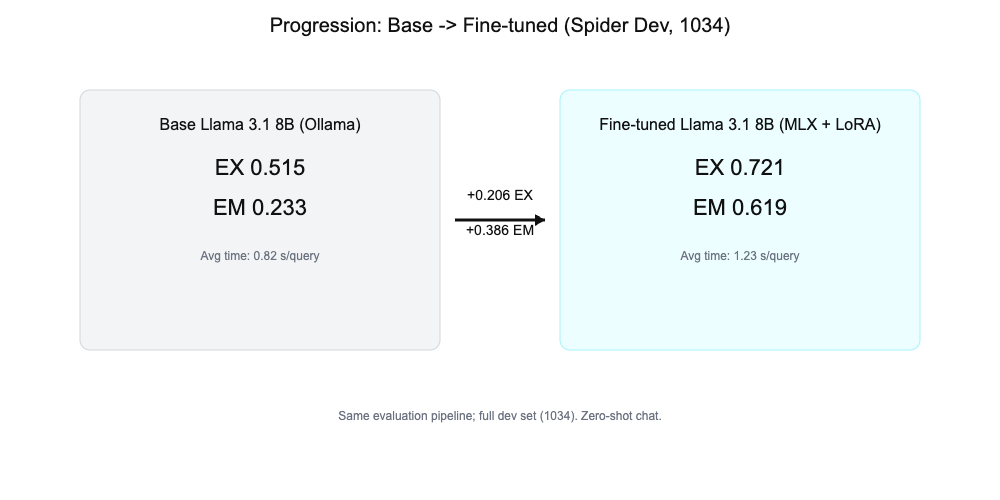 Progression: Base -> Fine-tuned (Spider Dev, 1034)
Base Llama 3.1 8B (Ollama)
EX 0.515
EM 0.233
Avg time: 0.82 s/query
+0.206 EX
+0.386 EM
Fine-tuned Llama 3.1 8B (MLX + LoRA)
EX 0.721
EM 0.619
Avg time: 1.23 s/query
Same evaluation pipeline; full dev set (1034). Zero-shot chat.